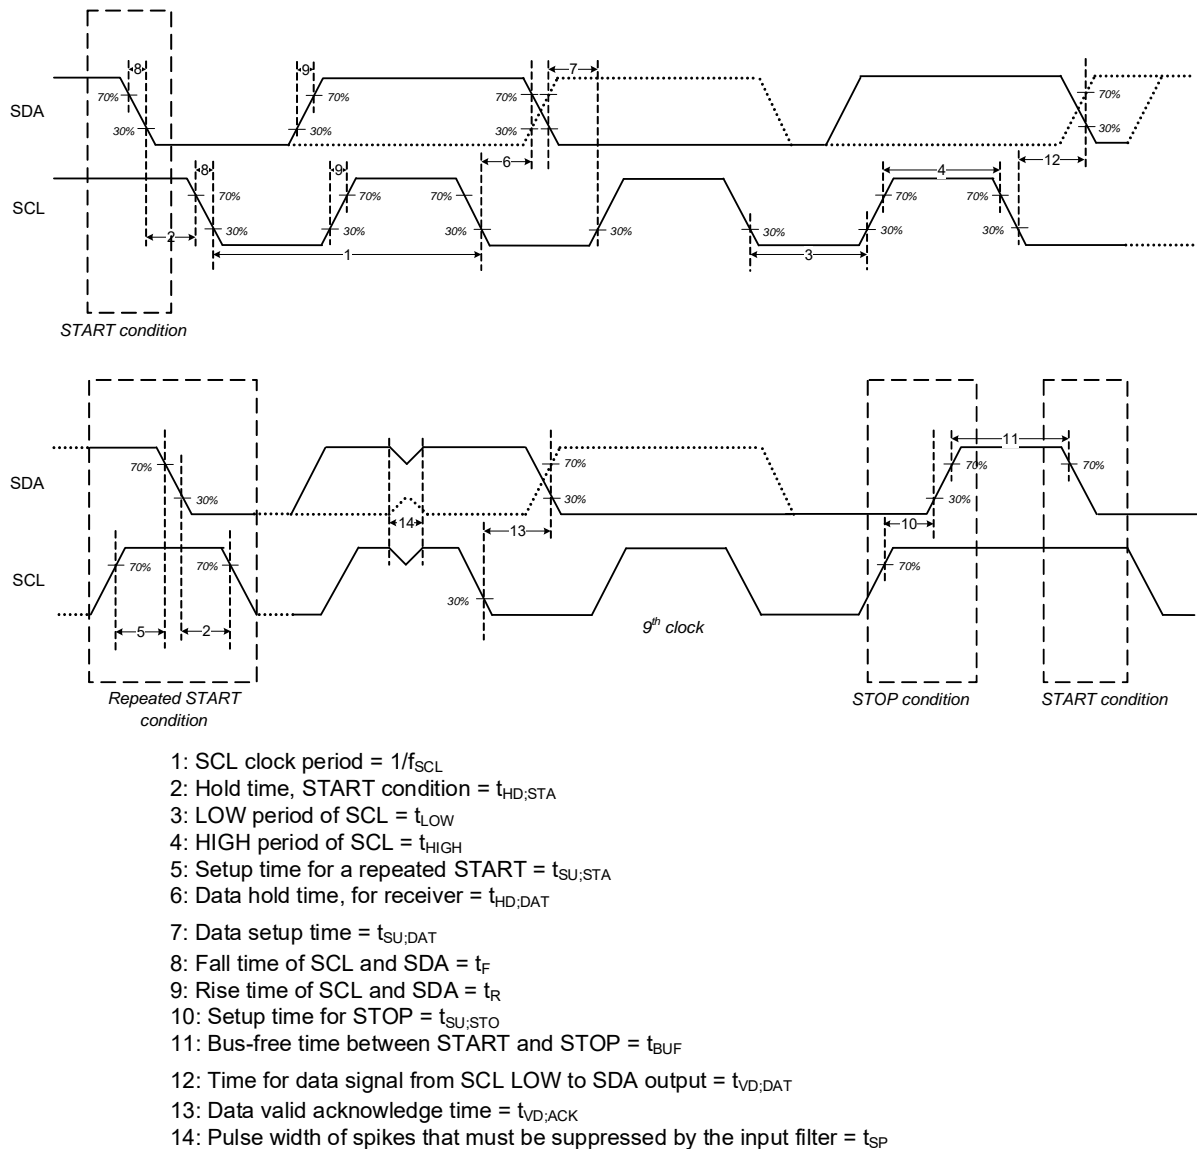 8
9
7
70%
70%
70%
SDA
30%
30%
30%
6
12
8
9
4
70%
70%
70%
70%
70%
SCL
30%
30%
30%
30%
30%
30%
30%
2
1
3
START condition
11
70%
70%
70%
70%
SDA
30%
30%
30%
14
13
10
SCL
70%
70%
70%
30%
5
2
9th clock
Repeated START
condition
STOP condition
START condition
1: SCL clock period = 1/fSCL
2: Hold time, START condition = tHD;STA
3: LOW period of SCL = tLOW
4: HIGH period of SCL = tHIGH
5: Setup time for a repeated START = tSU;STA
6: Data hold time, for receiver = tHD;DAT
7: Data setup time = tSU;DAT
8: Fall time of SCL and SDA = tF
9: Rise time of SCL and SDA = tR
10: Setup time for STOP = tSU;STO
11: Bus-free time between START and STOP = tBUF
12: Time for data signal from SCL LOW to SDA output = tVD;DAT
13: Data valid acknowledge time = tVD;ACK
14: Pulse width of spikes that must be suppressed by the input filter = tSP